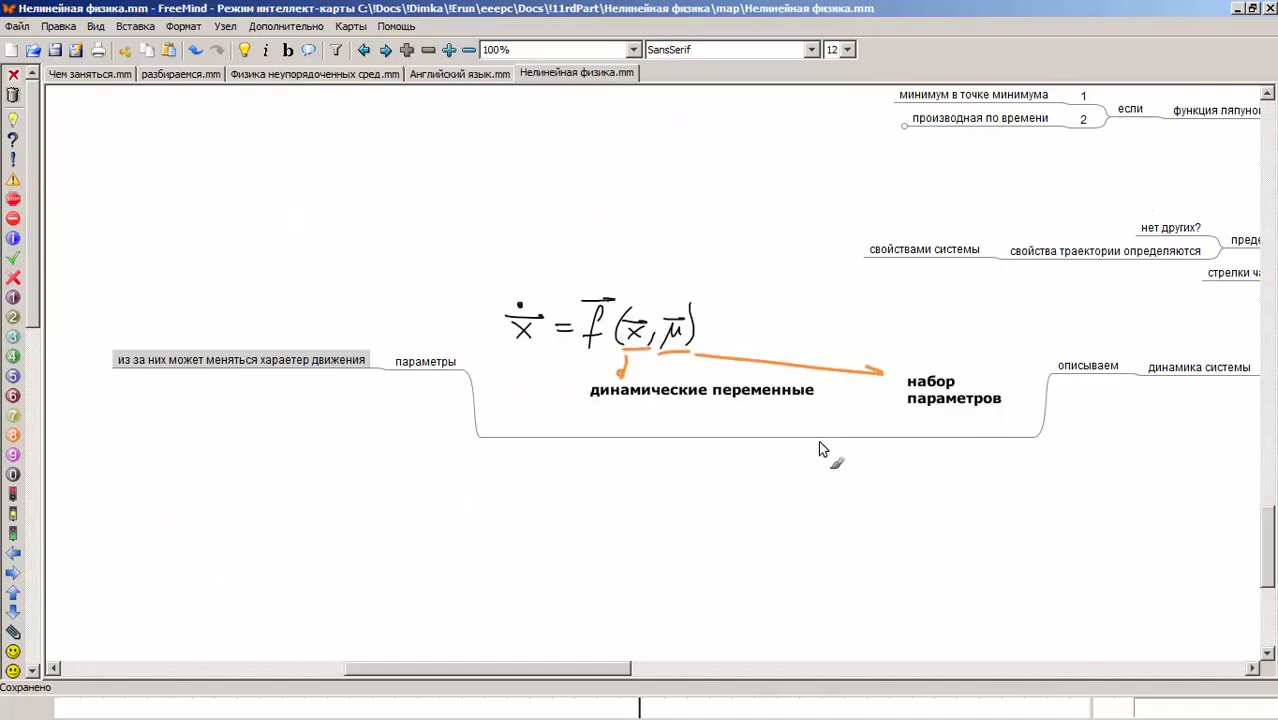 Нелинейная физика.mm - FreeMind - Режим интеллект-карты C:\!Docs\!Dimka\!Erun\eeepc\Docs\!11rdPart\Нелинейная физика\map\Нелинейная физика.mm
Файл Правка Вид Вставка Формат Узел Дополнительно Карты Помощь
100% SansSerif 12
Чем заняться.mm разбираемся.mm Физика неупорядоченных сред.mm Английский язык.mm Нелинейная физика.mm
минимум в точке минимума 1
производная по времени 2
если
функция ляпуно
нет других?
свойствами системы свойства траектории определяются
преде
стрелки ча
ẋ = f (x, μ)
из за них может меняться хараетер движения параметры
описываем динамика системы
динамические переменные
набор
параметров
Сохранено